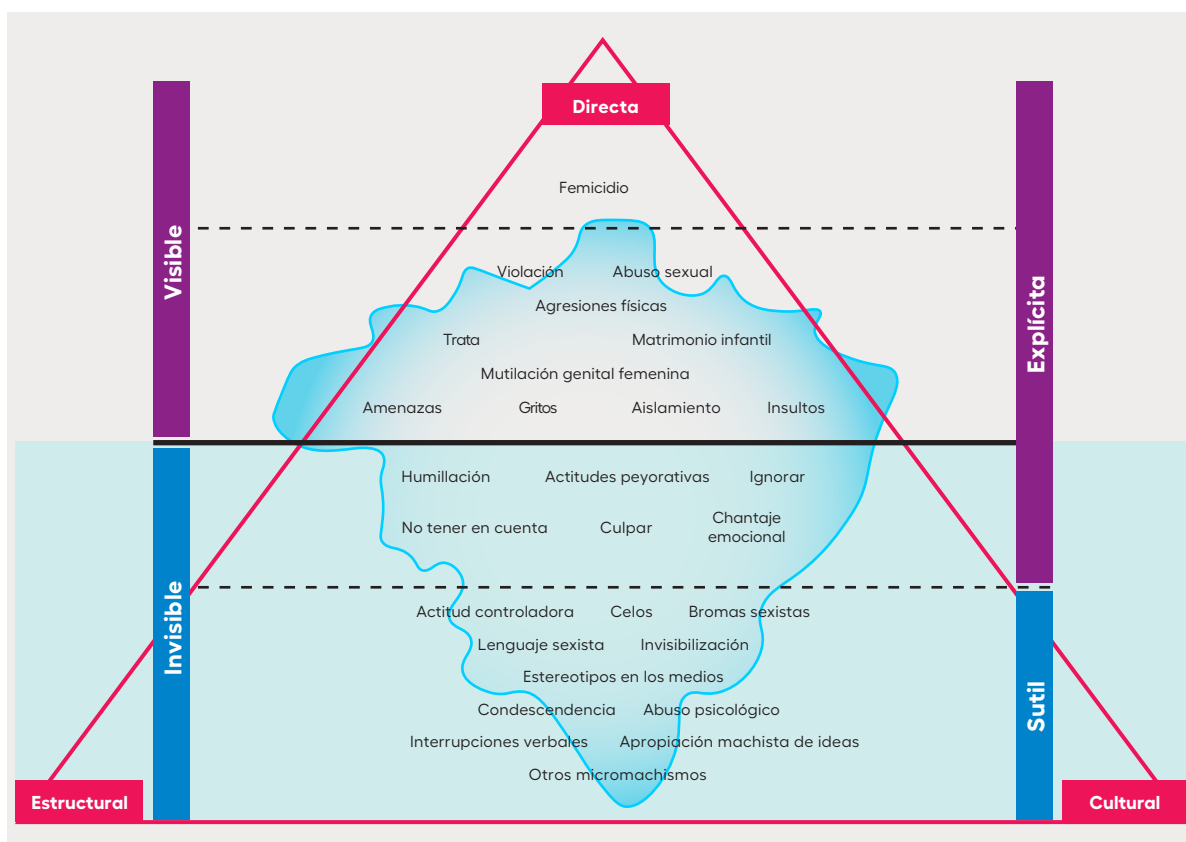 Directa
Femicidio
Visible
Explícita
Violación Abuso sexual
Agresiones físicas
Trata Matrimonio infantil
Mutilación genital femenina
Amenazas Gritos Aislamiento Insultos
Humillación Actitudes peyorativas Ignorar
No tener en cuenta Culpar Chantaje
emocional
Invisible
Sutil
Actitud controladora Celos Bromas sexistas
Lenguaje sexista Invisibilización
Estereotipos en los medios
Condescendencia Abuso psicológico
Interrupciones verbales Apropiación machista de ideas
Otros micromachismos
Estructural Cultural